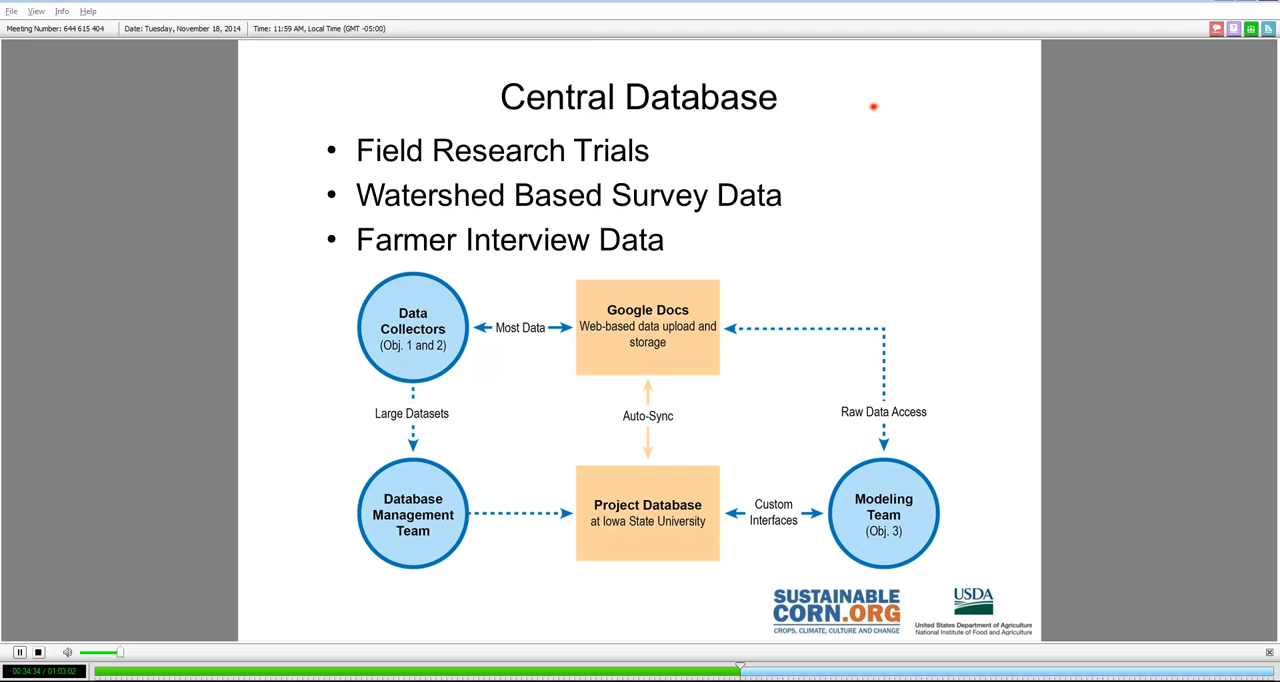 File View Info Help
Meeting Number: 644 615 404 Date: Tuesday, November 18, 2014 Time: 11:59 AM, Local Time (GMT -05:00)
Central Database
• Field Research Trials
• Watershed Based Survey Data
• Farmer Interview Data
Data
Collectors
(Obj. 1 and 2)
Most Data
Google Docs
Web-based data upload and
storage
Large Datasets
Auto-Sync
Raw Data Access
Database
Management
Team
Project Database
at Iowa State University
Custom
Interfaces
Modeling
Team
(Obj. 3)
SUSTAINABLE
CORN.ORG
CROPS, CLIMATE, CULTURE AND CHANGE
USDA
United States Department of Agriculture
National Institute of Food and Agriculture
00:34:34 / 01:03:02